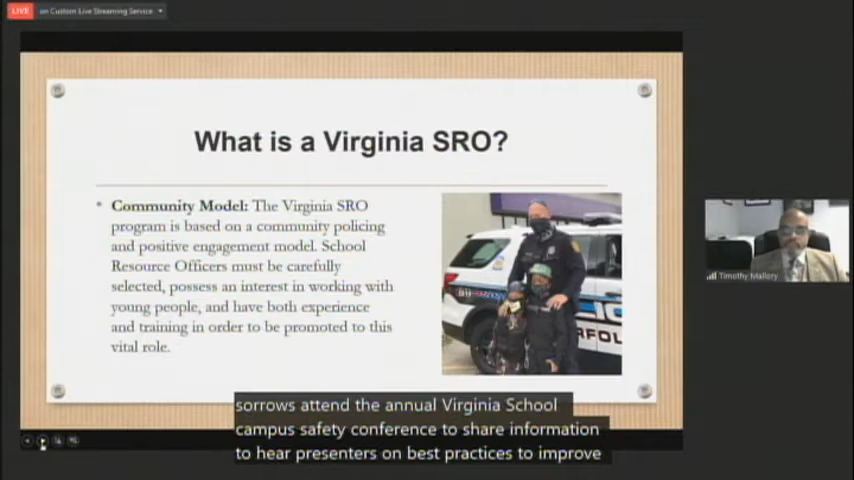 LIVE on Custom Live Streaming Service
What is a Virginia SRO?
• Community Model: The Virginia SRO
program is based on a community policing
and positive engagement model. School
Resource Officers must be carefully
selected, possess an interest in working with
young people, and have both experience
and training in order to be promoted to this
vital role.
Timothy Mallory
sorrows attend the annual Virginia School
campus safety conference to share information
to hear presenters on best practices to improve